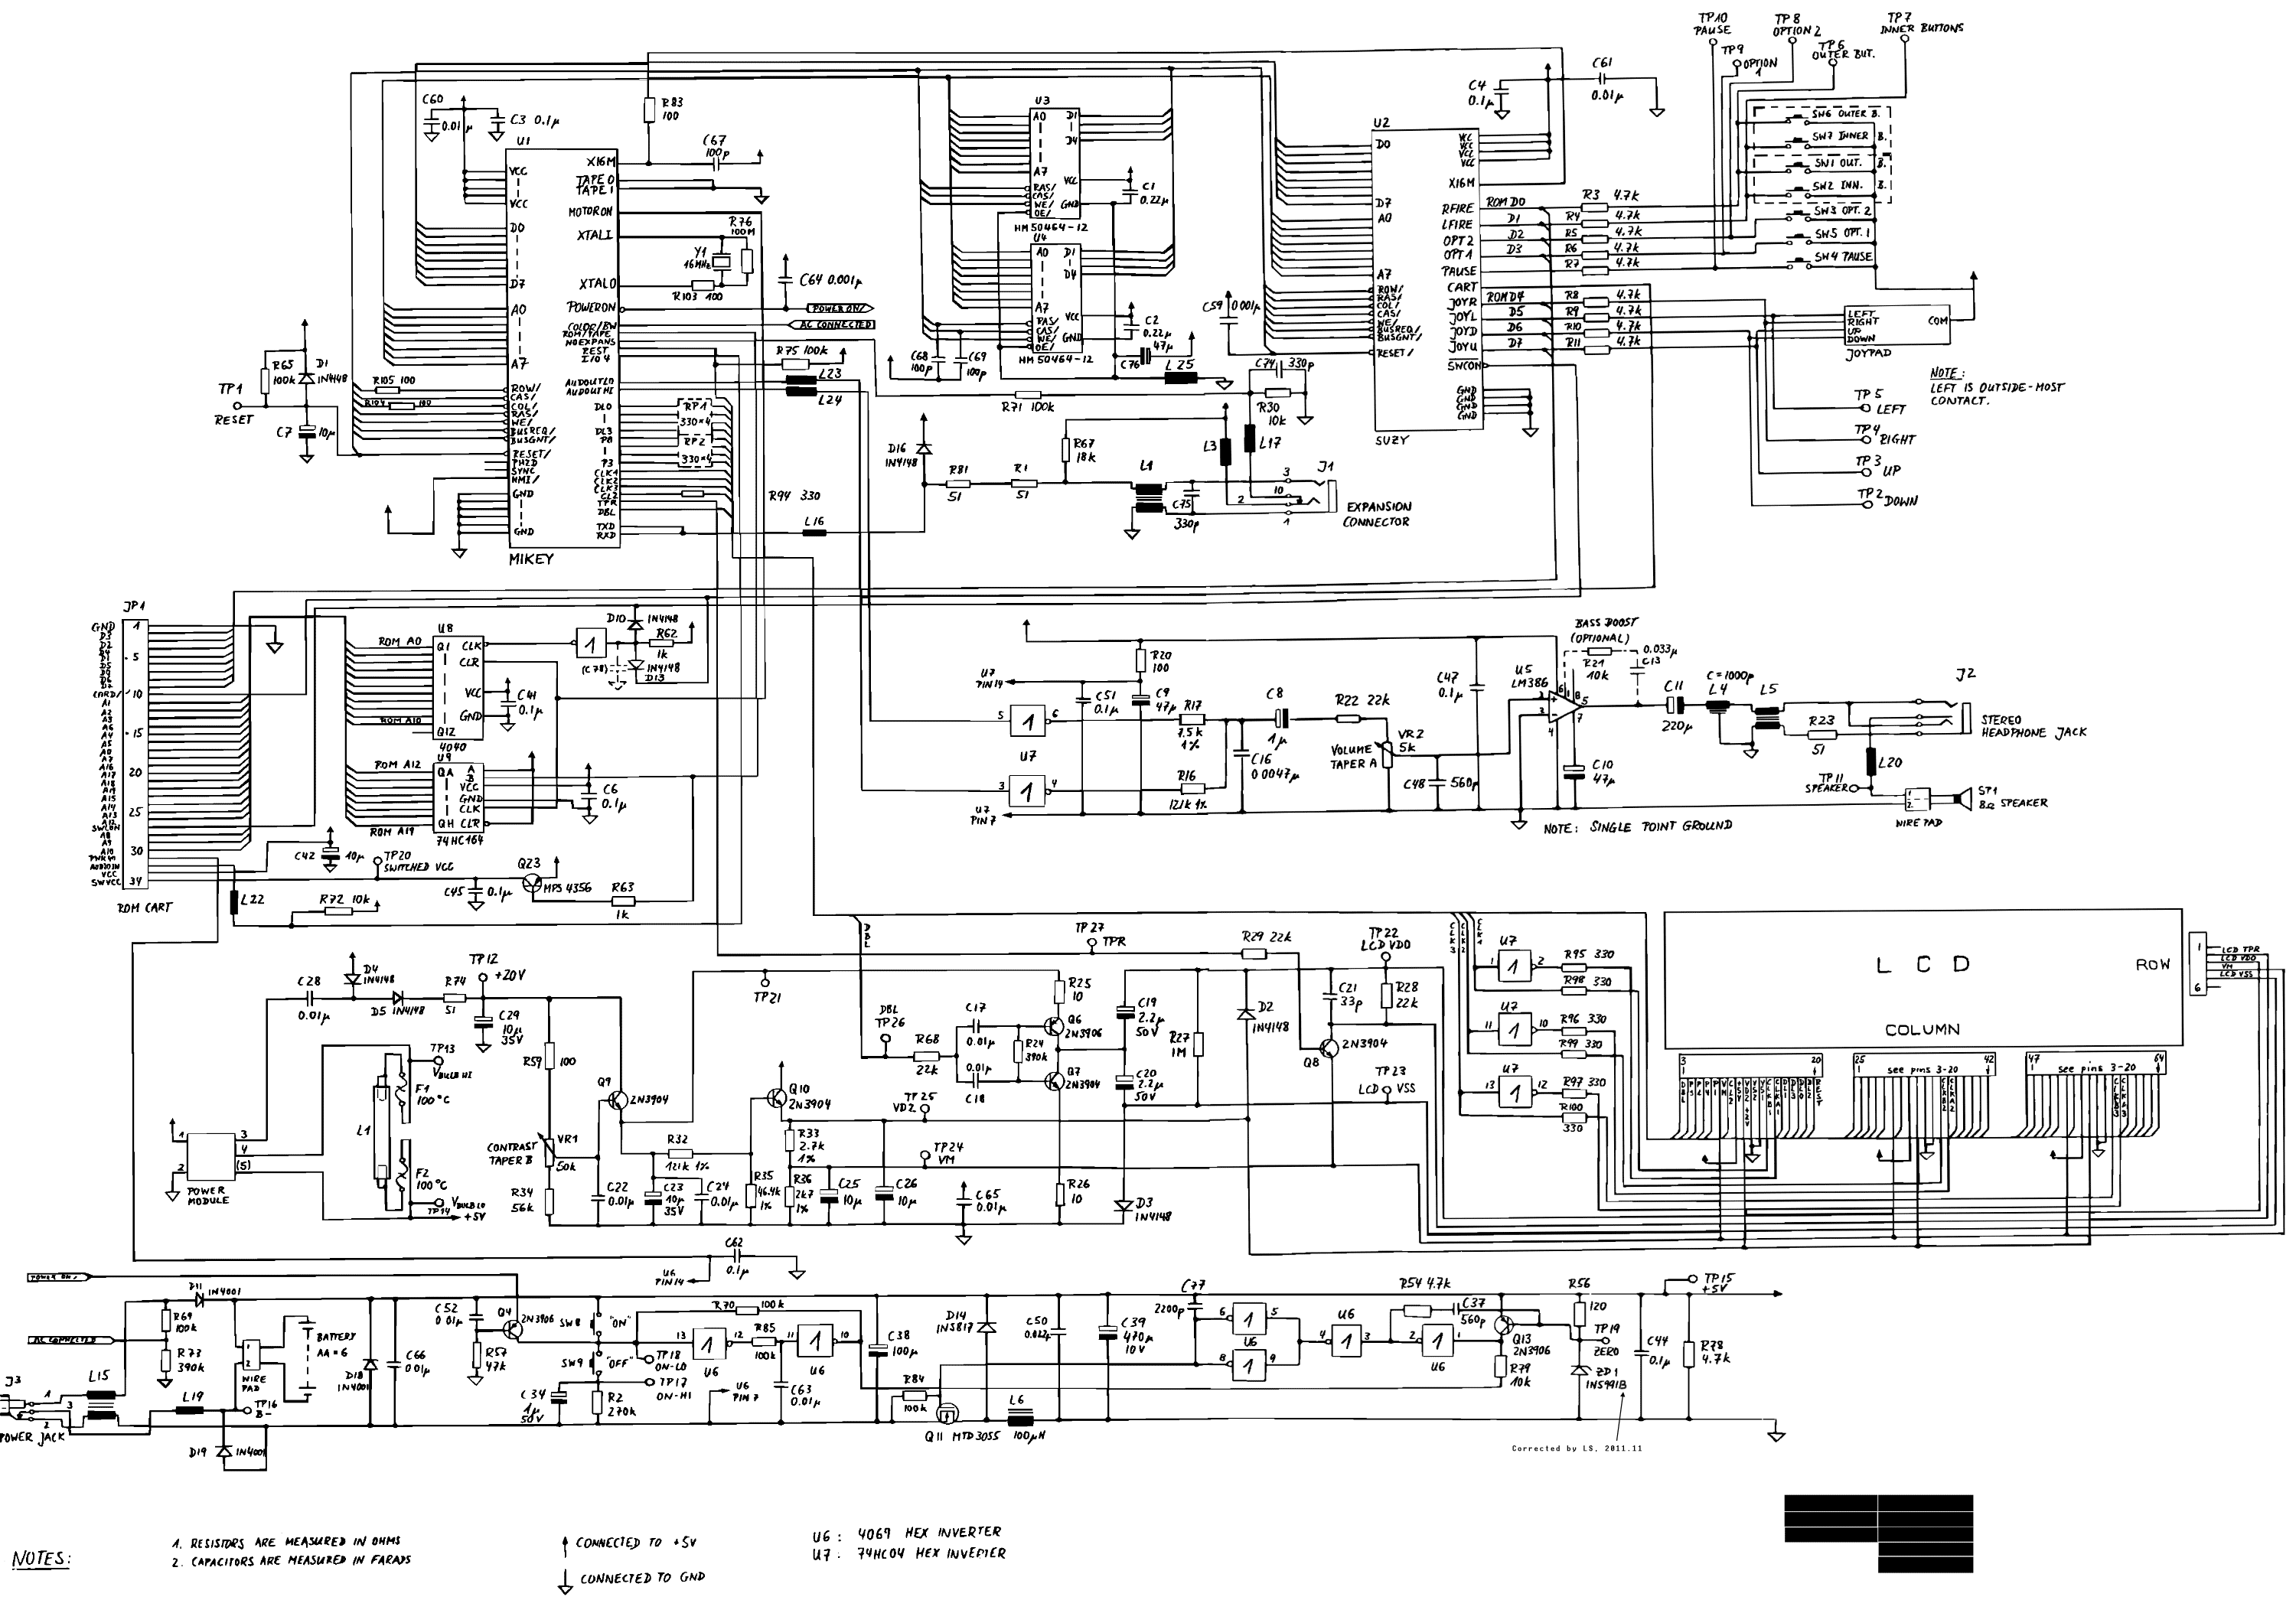 TP10 PAUSE
TP 8 OPTION 2
TP7 INNER BUTTONS
TP9 OPTION 1
TP6 OUTER BUT.
C60 0.01µ
C3 0.1µ
R83 100
C67 100p
U1
X16M
TAPE 0
TAPE 1
MOTORON
XTALI
XTALO
POWERON
COLOR/BW
ROM/TAPE
NOEXPANS
REST
I/O 4
AUDOUTLO
AUDOUTHI
DL0
DL3
P0
P3
CLK1
CLK2
CLK3
CL2
TPR
DBL
TXD
RXD
VCC
VCC
D0
D7
A0
A7
ROW/
CAS/
COL/
RAS/
WE/
BUSREQ/
BUSGNT/
RESET/
SYNC
GND
GND
MIKEY
R76 100M
Y1 16MHz
R103 100
C64 0.001µ
POWER ON/
AC CONNECTED
R75 100k
L23
L24
RP1
330×4
RP2
330×4
R94 330
L16
R65 100k
D1 1N4148
TP1 RESET
C7 10µ
R105 100
R104 100
U3
A0
A7
D1
D4
VCC
RAS/
CAS/
WE/
OE/
GND
C1 0.22µ
HM 50464-12
U4
A0
A7
D1
D4
VCC
RAS/
CAS/
WE/
OE/
GND
C2 0.22µ
47µ
C76
HM 50464-12
C68 100p
C69 100p
L25
R71 100k
C59 0.001µ
C74 330p
R30 10k
L3
L17
D16 1N4148
R81 51
R1 51
R67 18k
L1
C75 330p
3
10
2
1
J1
EXPANSION CONNECTOR
C4 0.1µ
C61 0.01µ
U2
D0
D7
A0
A7
ROW/
RAS/
COL/
CAS/
WE/
BUSREQ/
BUSGNT/
RESET/
VCC
VCC
VCC
VCC
X16M
RFIRE
LFIRE
OPT2
OPT1
PAUSE
CART
JOYR
JOYL
JOYD
JOYU
SWCON
GND
GND
GND
GND
SUZY
ROM D0
D1
D2
D3
ROM D4
D5
D6
D7
R3 4.7k
R4 4.7k
R5 4.7k
R6 4.7k
R7 4.7k
R8 4.7k
R9 4.7k
R10 4.7k
R11 4.7k
SW6 OUTER B.
SW7 INNER B.
SW1 OUT. B.
SW2 INN. B.
SW3 OPT. 2
SW5 OPT. 1
SW4 PAUSE
LEFT
RIGHT
UP
DOWN
COM
JOYPAD
NOTE:
LEFT IS OUTSIDE-MOST
CONTACT.
TP 5 LEFT
TP4 RIGHT
TP3 UP
TP2 DOWN
JP1
GND
D3
D2
D4
D1
D5
D0
D6
D7
CARD/
A1
A2
A3
A6
A4
A5
A0
A7
A16
A17
A18
A19
A15
A14
A13
A12
SWCON
A8
A9
A10
AUDIOIN
VCC
SWVCC
1
5
10
15
20
25
30
34
ROM CART
U8
ROM A0
ROM A10
Q1
Q12
CLK
CLR
VCC
GND
4040
C41 0.1µ
U9
ROM A12
ROM A19
QA
QH
A
B
VCC
GND
CLK
CLR
74HC164
C6 0.1µ
D10 1N4148
R62 1k
(C78)
1N4148 D13
1
C42 10µ
TP20 SWITCHED VCC
Q23 MPS 4356
C45 0.1µ
R63 1k
L22
R72 10k
U7 PIN14
R20 100
C51 0.1µ
C9 47µ
R17 7.5k 1%
C8 1µ
R22 22k
C16 0.0047µ
R16 121k 1%
U7 PIN7
5
6
U7
3
4
1
1
VOLUME TAPER A
VR2 5k
C48 560p
C47 0.1µ
U5 LM386
BASS BOOST (OPTIONAL)
R21 10k
0.033µ C13
C10 47µ
C11 220µ
C=1000p
L4
L5
R23 51
J2
STEREO HEADPHONE JACK
L20
TP11 SPEAKER
WIRE PAD
SP1 8Ω SPEAKER
NOTE: SINGLE POINT GROUND
C28 0.01µ
D4 1N4148
D5 1N4148
R74 51
TP12 +20V
C29 10µ 35V
R59 100
TP13 VBULB HI
F1 100°C
L1
F2 100°C
TP14 VBULB LO
+5V
1
2
3
4
(5)
POWER MODULE
CONTRAST TAPER B
VR1 50k
R34 56k
C22 0.01µ
Q9 2N3904
R32 121k 1%
C23 10µ 35V
C24 0.01µ
TP21
Q10 2N3904
R33 2.7k 1%
R35 46.4k 1%
R36 2k7 1%
C25 10µ
C26 10µ
TP25 VD2
TP24 VM
C65 0.01µ
DBL
DBL TP26
R68 22k
C17 0.01µ
0.01µ C18
R24 390k
TP27 TPR
R25 10
Q6 2N3906
Q7 2N3904
R26 10
C19 2.2µ 50V
C20 2.2µ 50V
D3 1N4148
R27 1M
D2 1N4148
R29 22k
TP22 LCD VDD
C21 33p
R28 22k
Q8 2N3904
TP23 LCD VSS
CLK3
CLK2
CLK1
U7
1
2
R95 330
R98 330
U7
11
10
R96 330
R99 330
U7
13
12
R97 330
R100 330
LCD
ROW
COLUMN
1
6
LCD TPR
LCD VDD
VM
LCD VSS
3
20
25
42
see pins 3-20
47
64
see pins 3-20
C62 0.1µ
U6 PIN14
POWER ON/
AC CONNECTED
R69 100k
R73 390k
D11 1N4001
J3
L15
1
3
2
POWER JACK
L19
WIRE PAD
TP16 B-
D19 1N4001
BATTERY AA=6
D18 1N4001
C66 0.01µ
C52 0.01µ
Q4 2N3906
R57 47k
SW8 "ON"
SW9 "OFF"
C34 1µ 50V
R2 270k
TP18 ON-LO
TP17 ON-HI
R70 100k
13
12
U6
R85 100k
11
10
U6
U6 PIN 7
C63 0.01µ
C38 100µ
R84 100k
Q11 MTD3055
D14 1N5817
L6 100µH
C50 0.022µ
C39 470µ 10V
C77 2200p
6
5
U6
8
9
4
3
U6
2
1
U6
R54 4.7k
C37 560p
Q13 2N3906
R79 10k
R56 120
TP19 ZERO
ZD1 1N5991B
C44 0.1µ
R78 4.7k
TP15 +5V
Corrected by LS. 2011.11
NOTES:
1. RESISTORS ARE MEASURED IN OHMS
2. CAPACITORS ARE MEASURED IN FARADS
CONNECTED TO +5V
CONNECTED TO GND
U6: 4069 HEX INVERTER
U7: 74HC04 HEX INVERTER